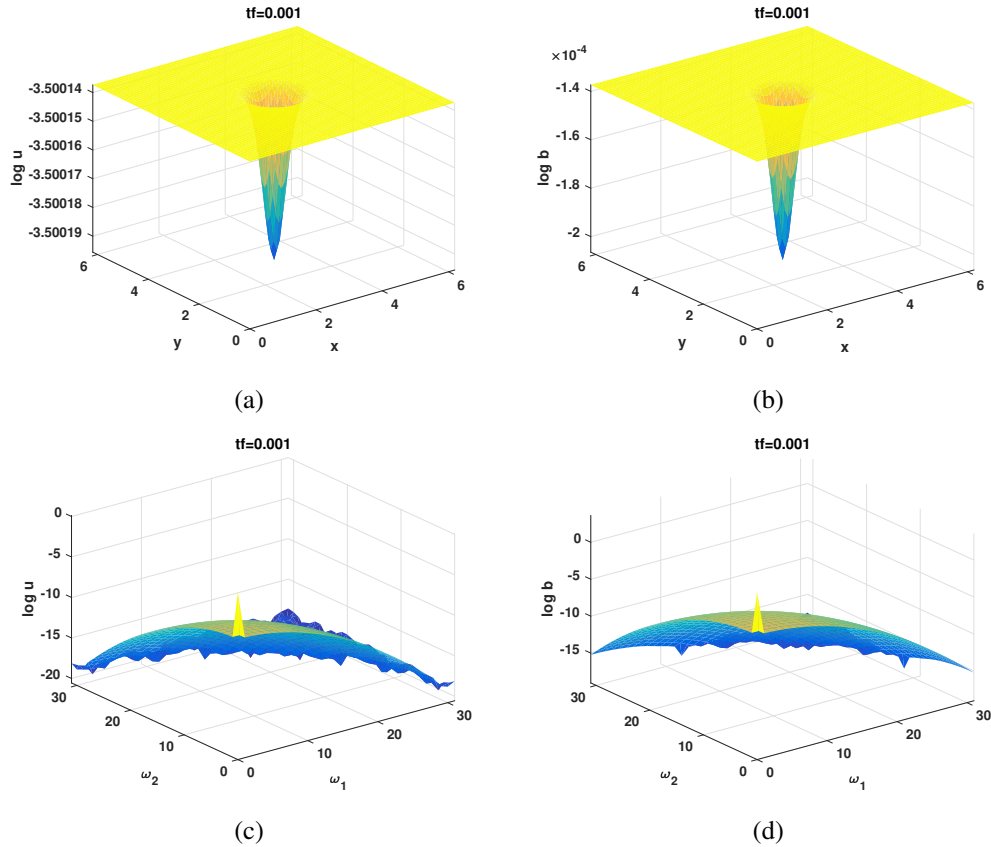 tf=0.001
-3.50014
-3.50015
-3.50016
-3.50017
-3.50018
-3.50019
log u
6
4
2
0
y
0
2
4
6
x
(a)
tf=0.001
×10⁻⁴
-1.4
-1.6
-1.8
-2
log b
6
4
2
0
y
0
2
4
6
x
(b)
tf=0.001
0
-5
-10
-15
-20
log u
30
20
10
0
ω₂
0
10
20
30
ω₁
(c)
tf=0.001
0
-5
-10
-15
log b
30
20
10
0
ω₂
0
10
20
30
ω₁
(d)